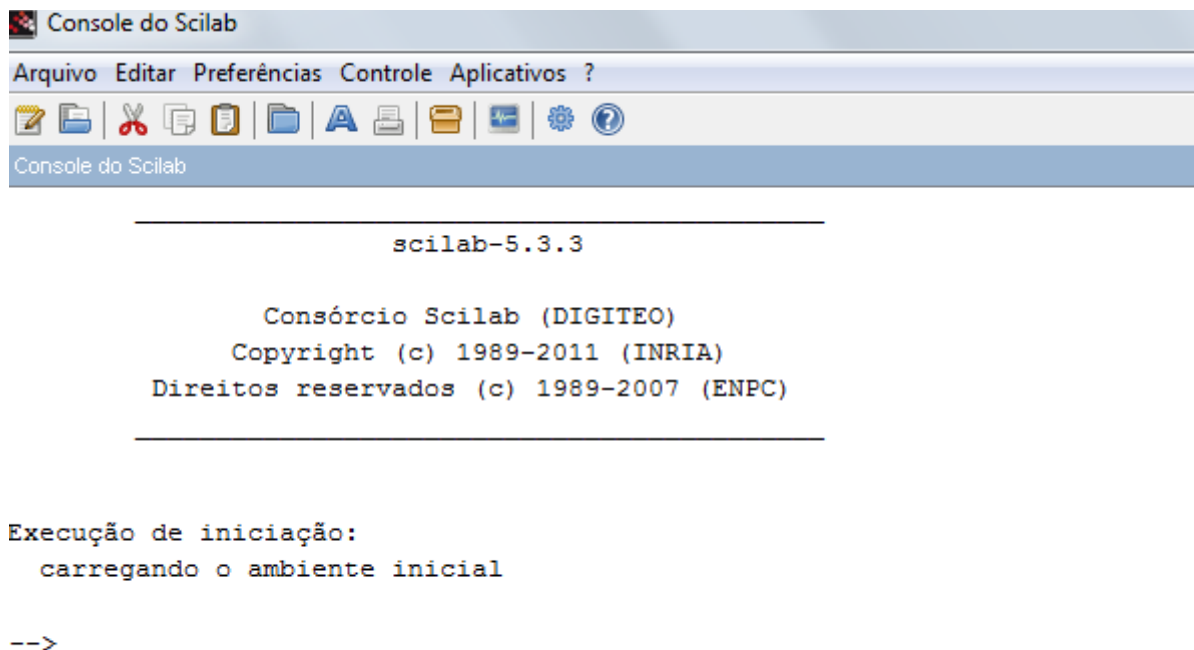 Console do Scilab
Arquivo Editar Preferências Controle Aplicativos ?
Console do Scilab
scilab-5.3.3
Consórcio Scilab (DIGITEO)
Copyright (c) 1989-2011 (INRIA)
Direitos reservados (c) 1989-2007 (ENPC)
Execução de iniciação:
carregando o ambiente inicial
-->